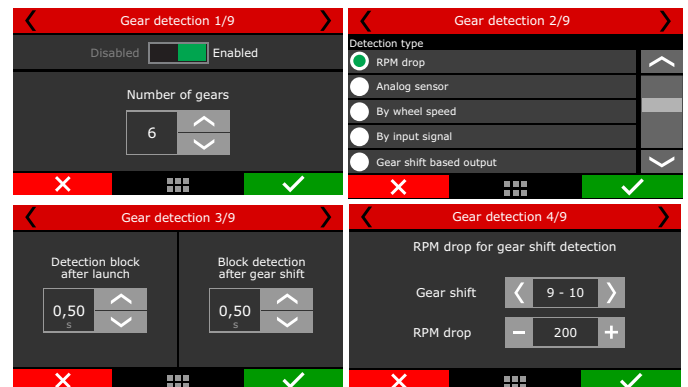 Gear detection 1/9
Disabled
Enabled
Number of gears
6
Gear detection 2/9
Detection type
RPM drop
Analog sensor
By wheel speed
By input signal
Gear shift based output
Gear detection 3/9
Detection block
after launch
0,50
s
Block detection
after gear shift
0,50
s
Gear detection 4/9
RPM drop for gear shift detection
Gear shift
9 - 10
RPM drop
200